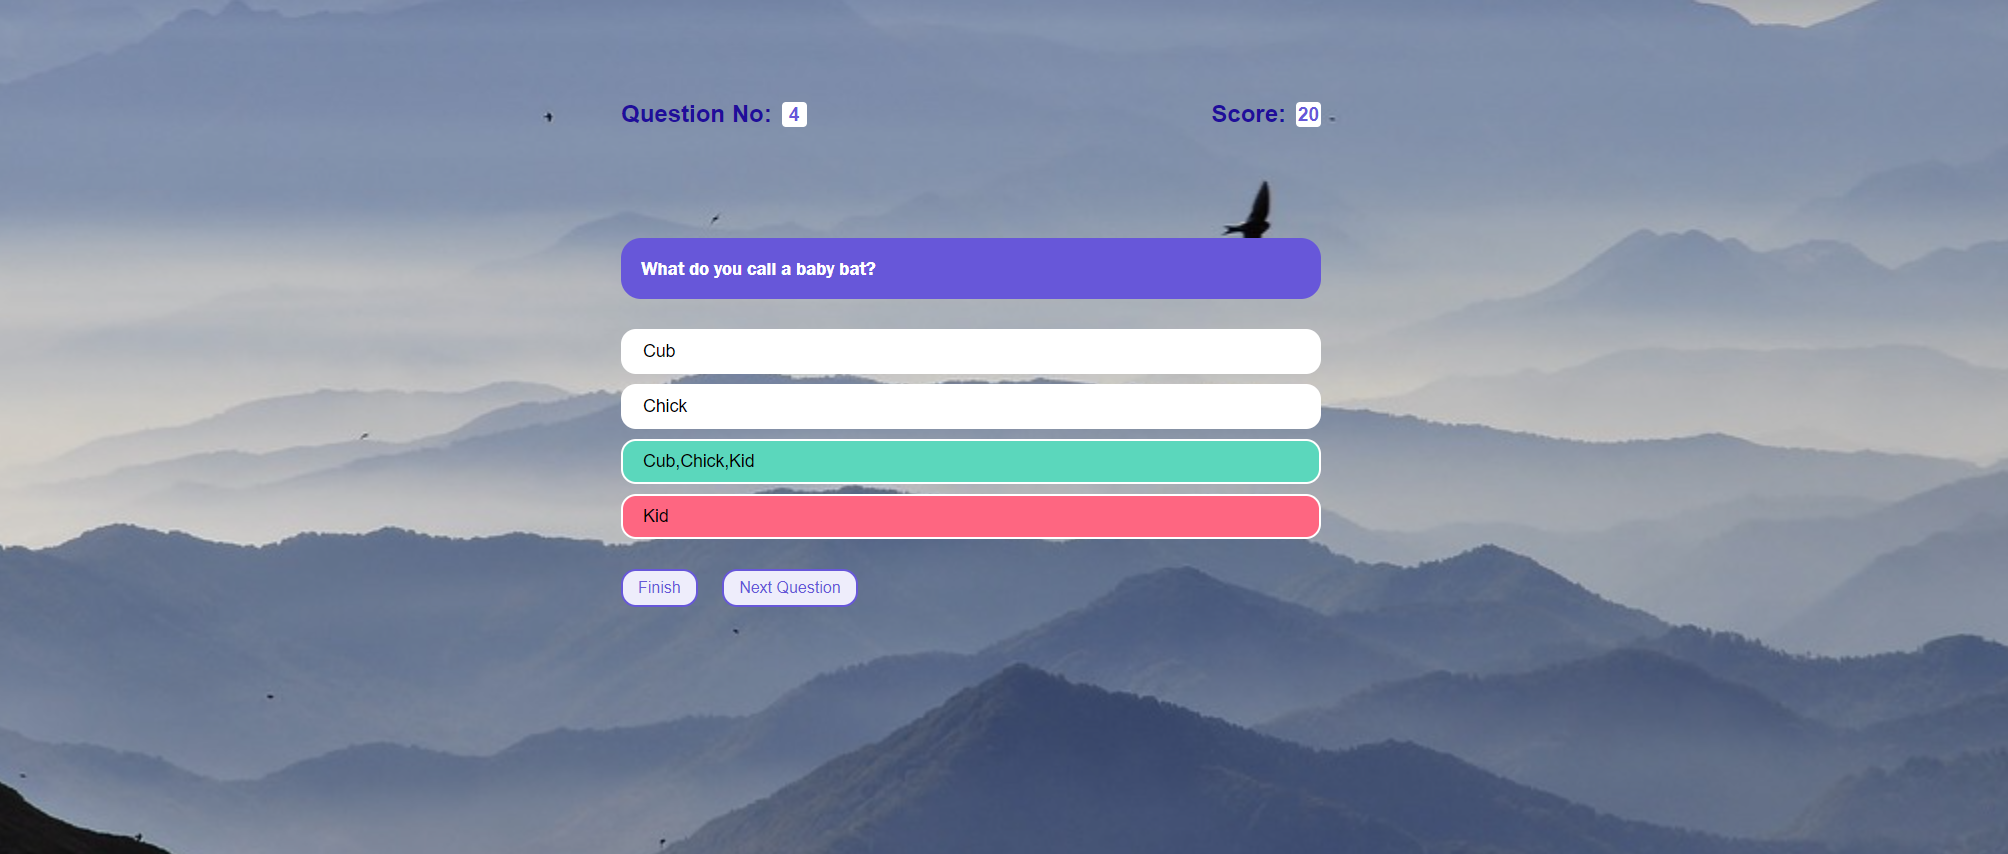 Question No: 4
Score: 20
What do you call a baby bat?
Cub
Chick
Cub,Chick,Kid
Kid
Finish
Next Question